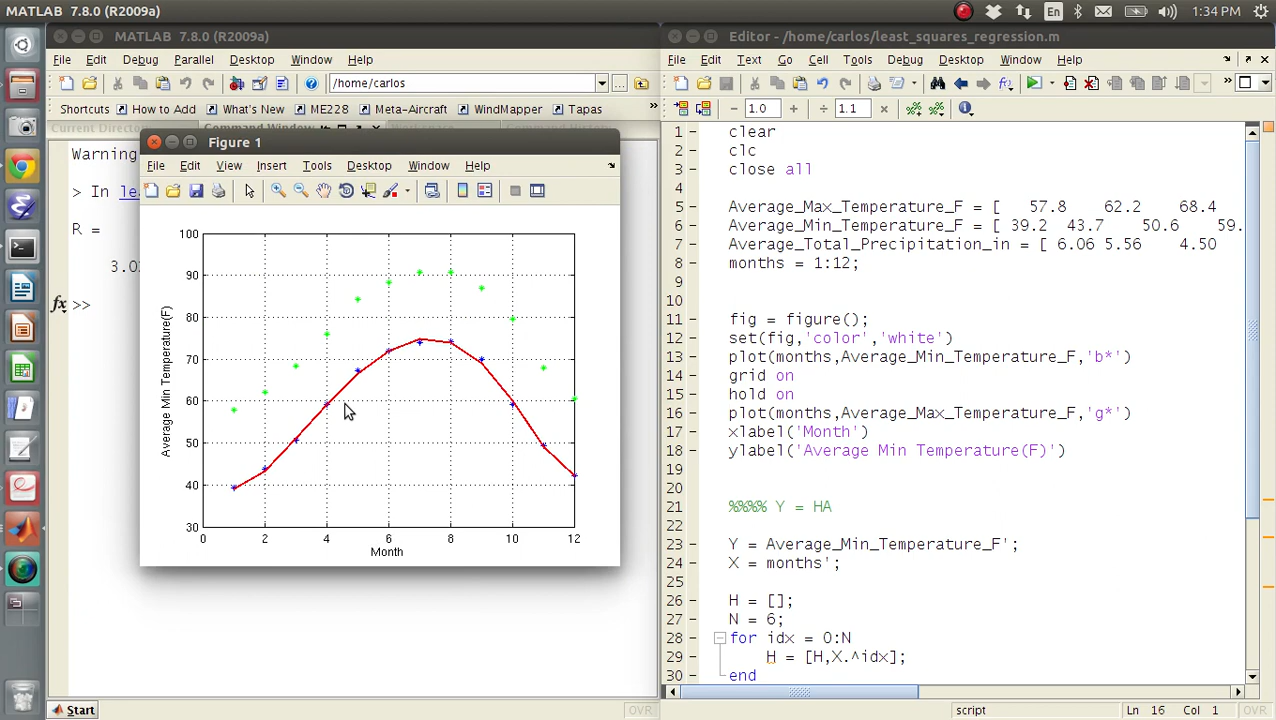 MATLAB 7.8.0 (R2009a)
En
1:34 PM
MATLAB 7.8.0 (R2009a)
File Edit Debug Parallel Desktop Window Help
/home/carlos
Shortcuts How to Add What's New ME228 Meta-Aircraft WindMapper Tapas »
Warning
> In
R =
3.0
fx >>
Start
OVR
Figure 1
File Edit View Insert Tools Desktop Window Help
100
90
80
70
60
50
40
30
0 2 4 6 8 10 12
Month
Average Min Temperature(F)
Editor - /home/carlos/least_squares_regression.m
File Edit Text Go Cell Tools Debug Desktop Window Help
− 1.0 + ÷ 1.1 ×
1 clear
2 clc
3 close all
4
5 Average_Max_Temperature_F = [ 57.8 62.2 68.4
6 Average_Min_Temperature_F = [ 39.2 43.7 50.6 59.
7 Average_Total_Precipitation_in = [ 6.06 5.56 4.50
8 months = 1:12;
9
10
11 fig = figure();
12 set(fig,'color','white')
13 plot(months,Average_Min_Temperature_F,'b*')
14 grid on
15 hold on
16 plot(months,Average_Max_Temperature_F,'g*')
17 xlabel('Month')
18 ylabel('Average Min Temperature(F)')
19
20
21 %%%% Y = HA
22
23 Y = Average_Min_Temperature_F';
24 X = months';
25
26 H = [];
27 N = 6;
28 for idx = 0:N
29 H = [H,X.^idx];
30 end
script Ln 16 Col 1 OVR